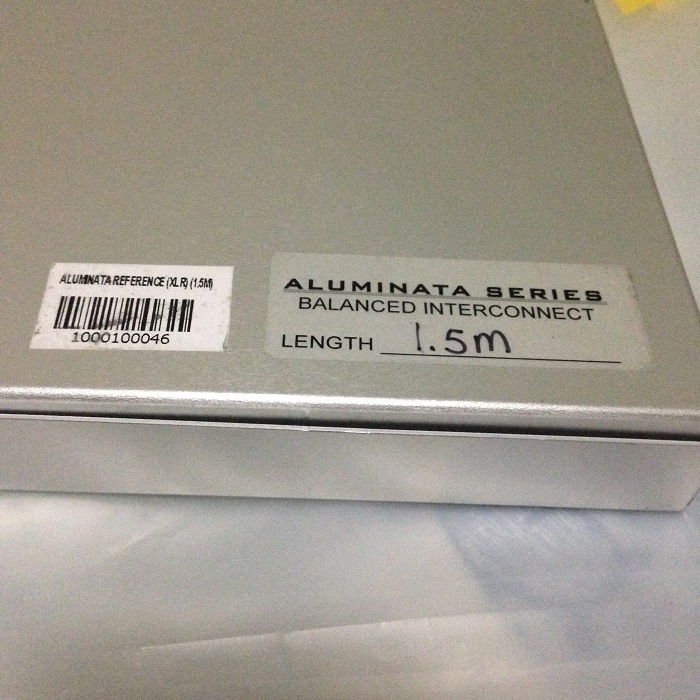 ALUMINATA REFERENCE (XLR) (1.5M)
1000100046
ALUMINATA SERIES
BALANCED INTERCONNECT
LENGTH 1.5m